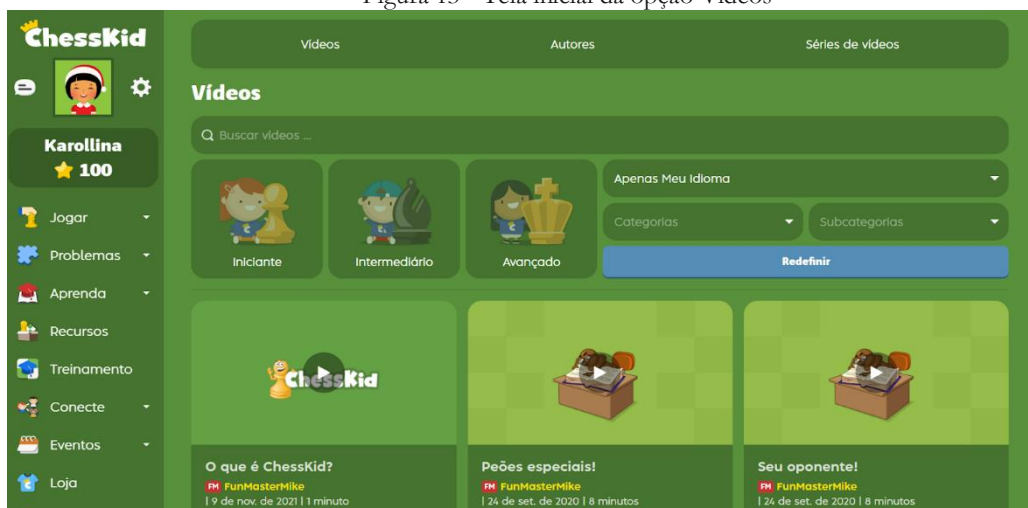 Figura 13 - Tela inicial da opção Vídeos
ChessKid
Karollina
100
Jogar
Problemas
Aprenda
Recursos
Treinamento
Conecte
Eventos
Loja
Vídeos
Autores
Séries de vídeos
Vídeos
Buscar vídeos ...
Iniciante
Intermediário
Avançado
Apenas Meu Idioma
Categorias
Subcategorias
Redefinir
ChessKid
O que é ChessKid?
FM FunMasterMike
| 9 de nov. de 2021 | 1 minuto
Peões especiais!
FM FunMasterMike
| 24 de set. de 2020 | 8 minutos
Seu oponente!
FM FunMasterMike
| 24 de set. de 2020 | 8 minutos